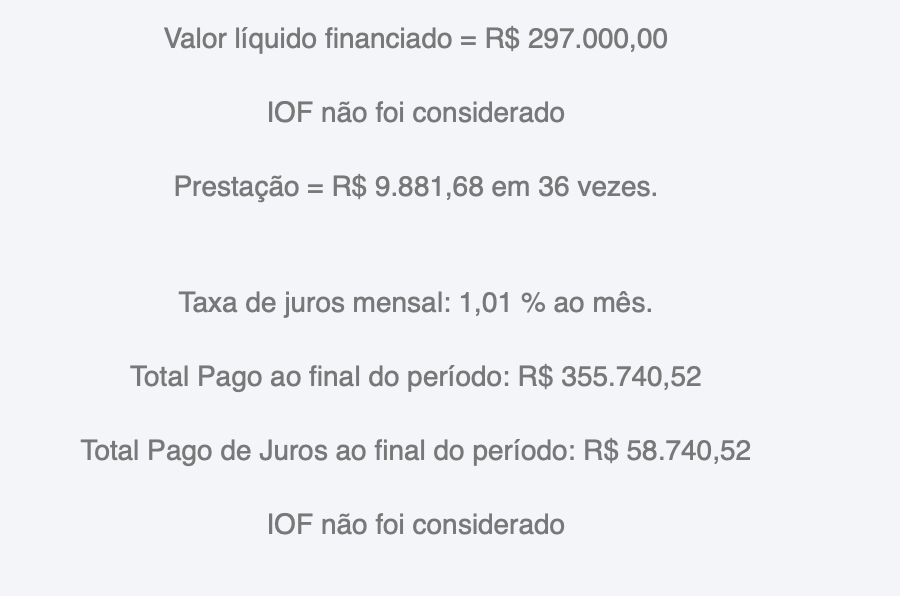 Valor líquido financiado = R$ 297.000,00
IOF não foi considerado
Prestação = R$ 9.881,68 em 36 vezes.
Taxa de juros mensal: 1,01 % ao mês.
Total Pago ao final do período: R$ 355.740,52
Total Pago de Juros ao final do período: R$ 58.740,52
IOF não foi considerado